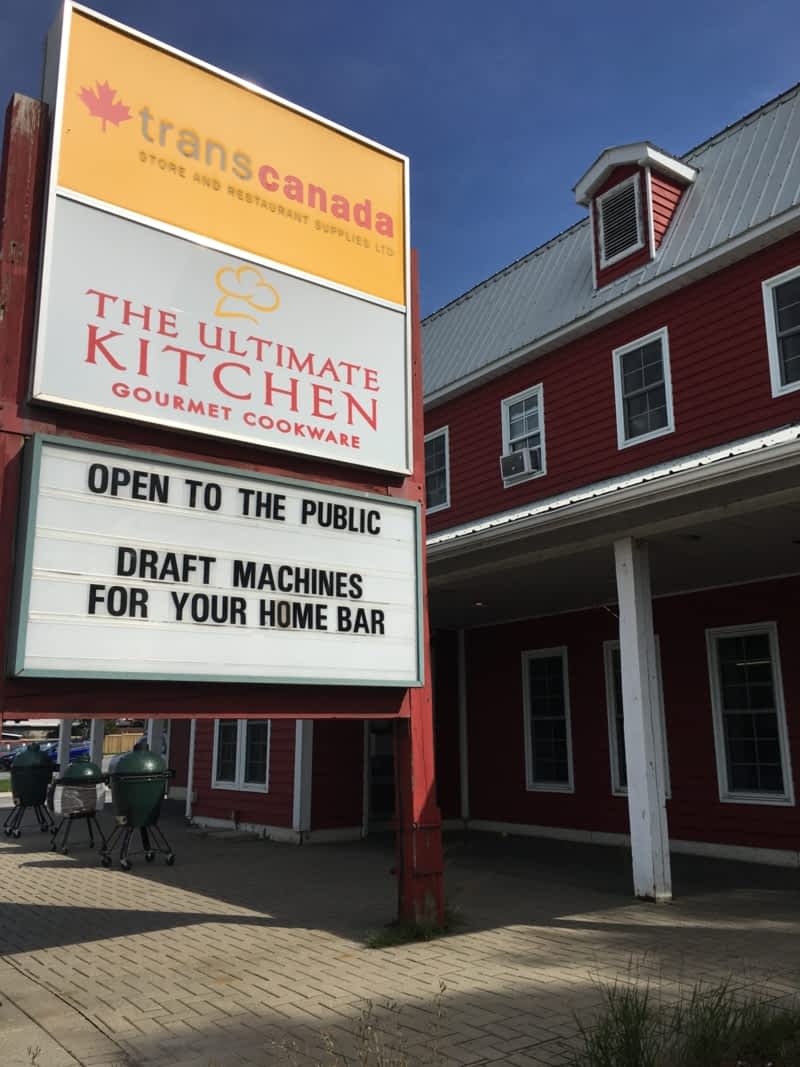 transcanada
STORE AND RESTAURANT SUPPLIES LTD
THE ULTIMATE
KITCHEN
GOURMET COOKWARE
OPEN TO THE PUBLIC
DRAFT MACHINES
FOR YOUR HOME BAR